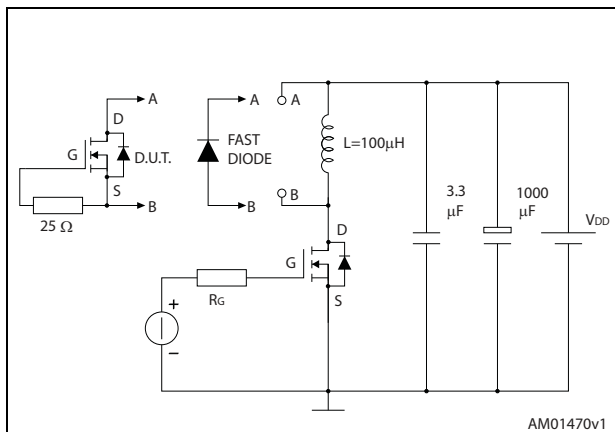 A
D
G
D.U.T.
S
B
25 Ω
A
FAST
DIODE
B
A
L=100µH
B
D
G
S
RG
+
–
3.3
µF
1000
µF
VDD
AM01470v1